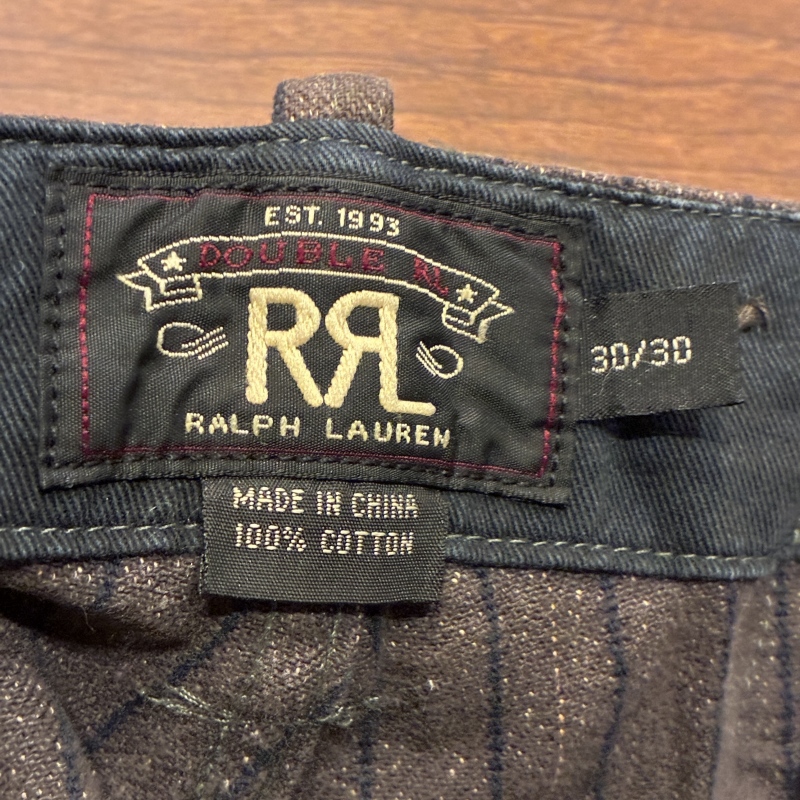 EST. 1993
DOUBLE RL
RRL
RALPH LAUREN
30/30
MADE IN CHINA
100% COTTON